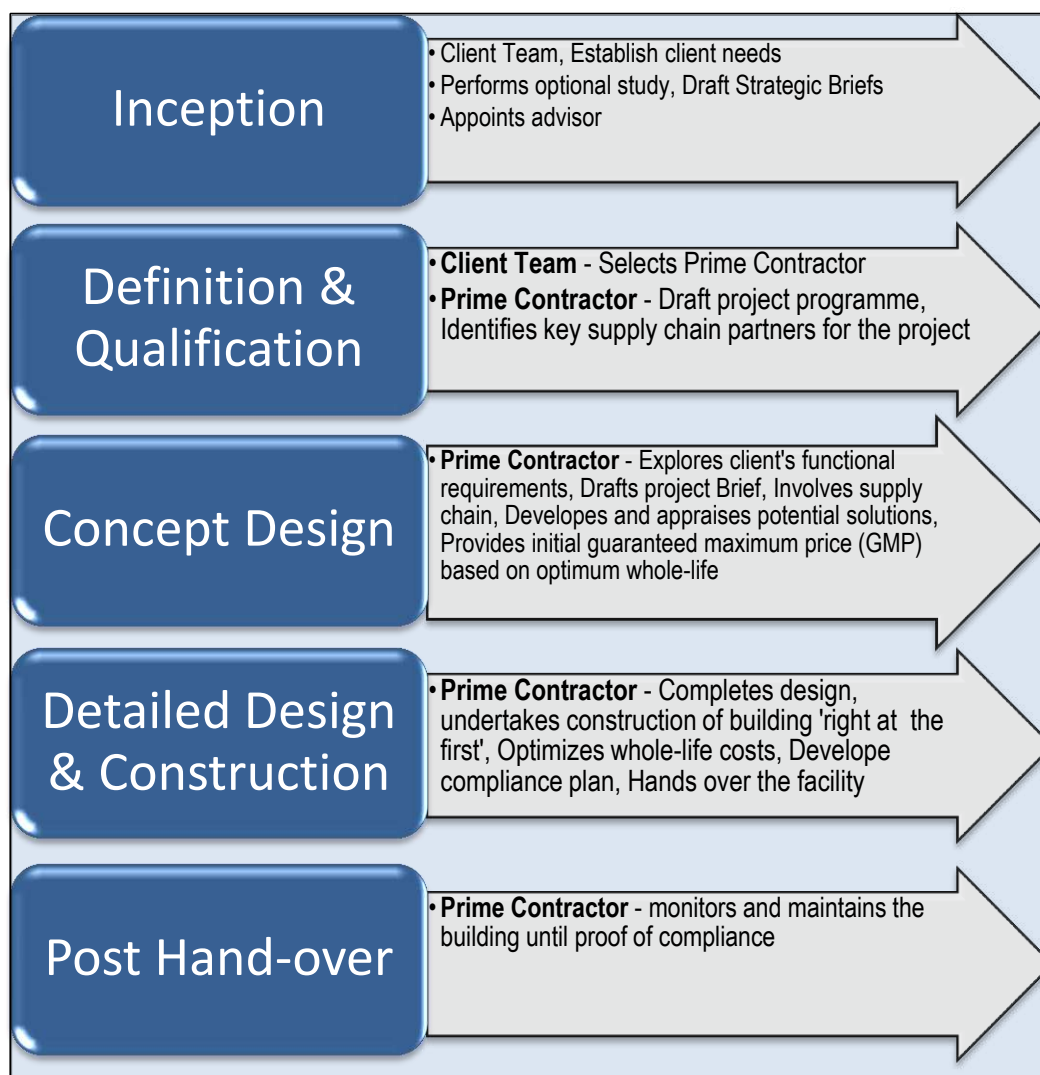 Inception
• Client Team, Establish client needs
• Performs optional study, Draft Strategic Briefs
• Appoints advisor
Definition &
Qualification
• Client Team - Selects Prime Contractor
• Prime Contractor - Draft project programme,
Identifies key supply chain partners for the project
Concept Design
• Prime Contractor - Explores client's functional
requirements, Drafts project Brief, Involves supply
chain, Developes and appraises potential solutions,
Provides initial guaranteed maximum price (GMP)
based on optimum whole-life
Detailed Design
& Construction
• Prime Contractor - Completes design,
undertakes construction of building 'right at the
first', Optimizes whole-life costs, Develope
compliance plan, Hands over the facility
Post Hand-over
• Prime Contractor - monitors and maintains the
building until proof of compliance